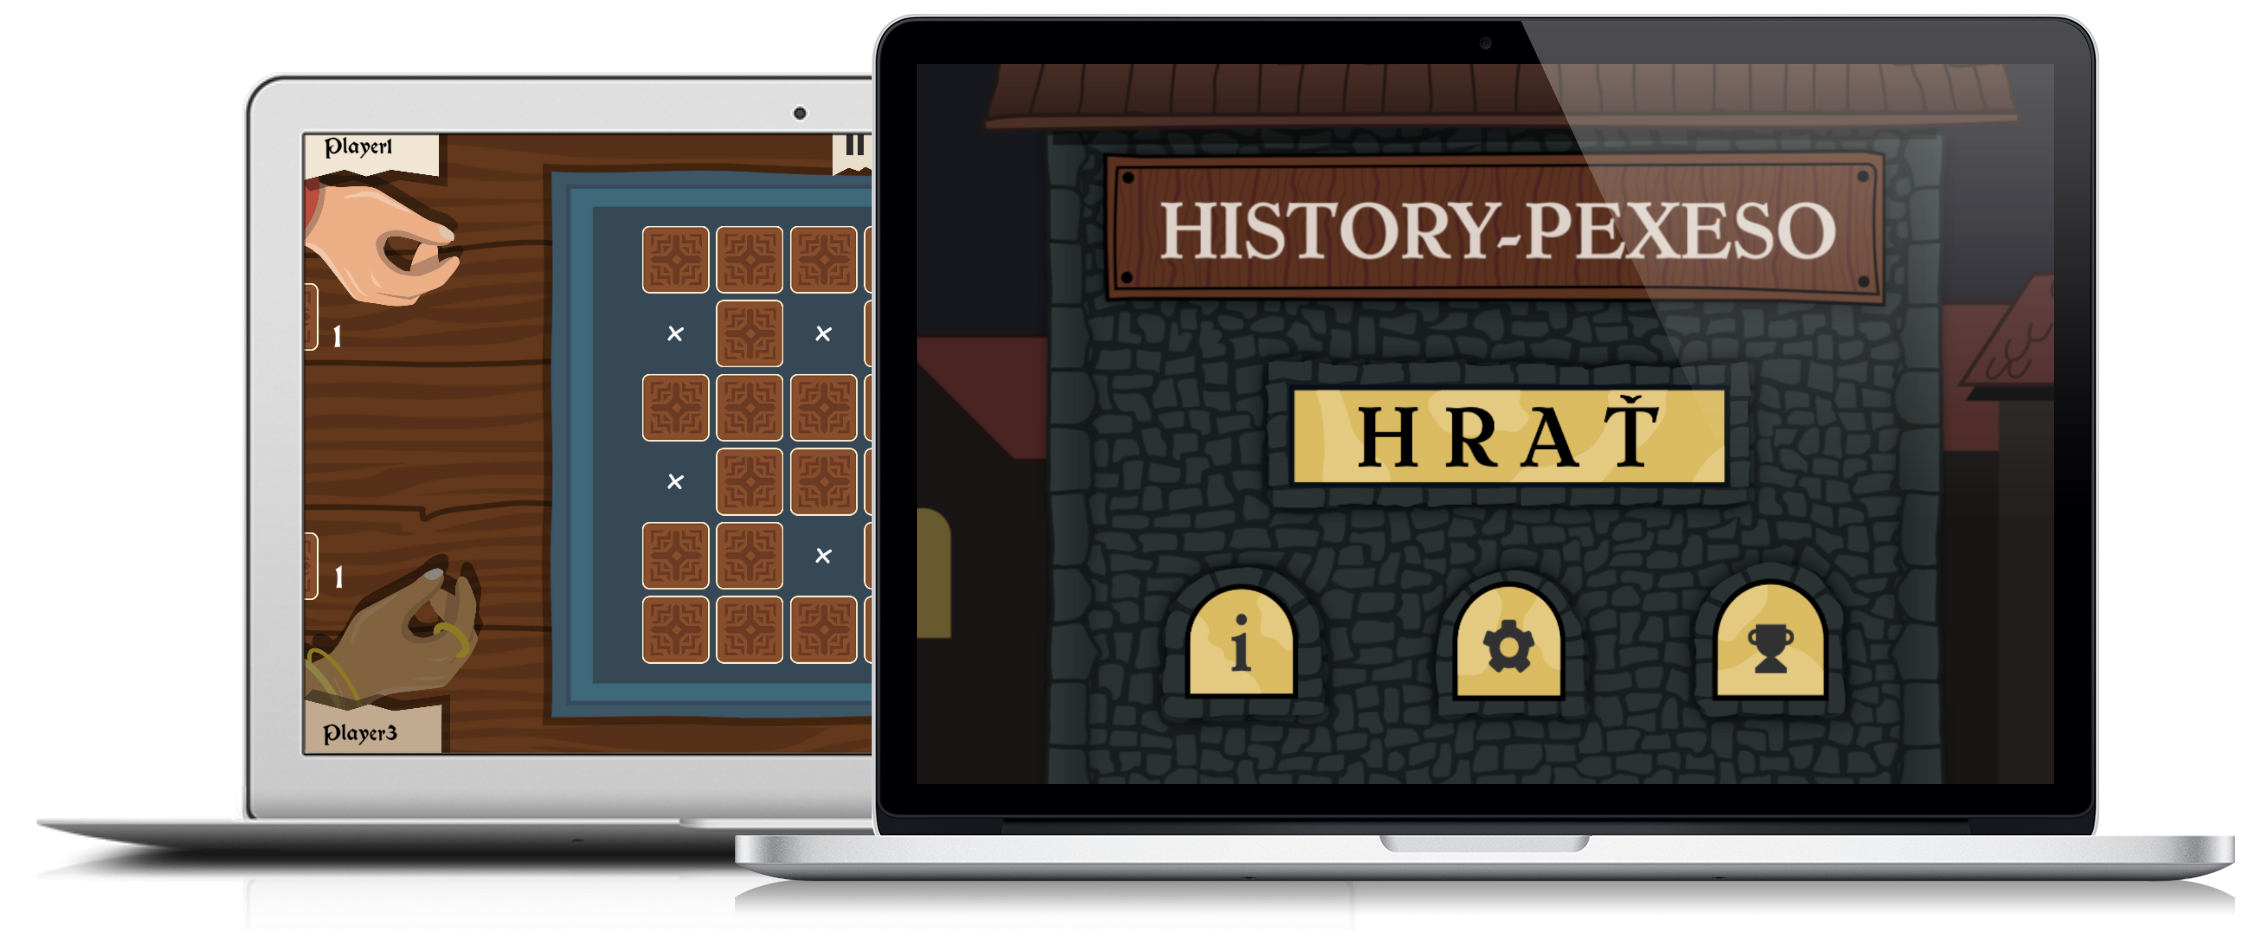 Player1
1
1
Player3
HISTORY-PEXESO
HRAŤ
i